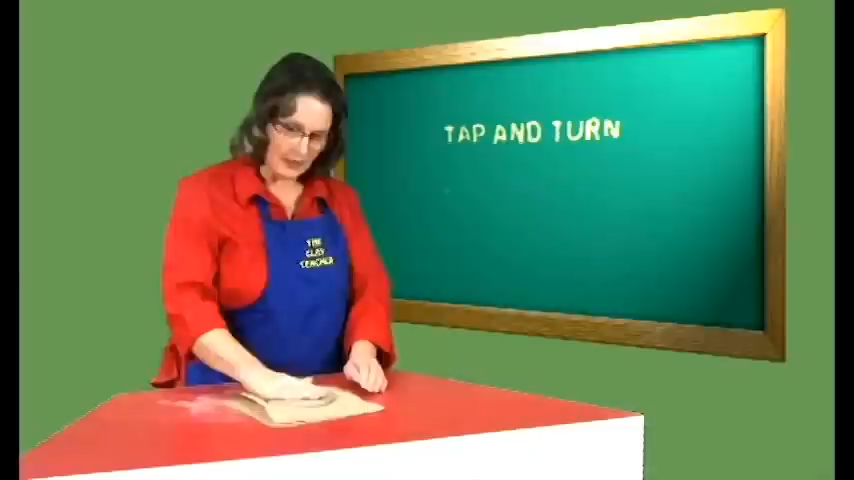 TAP AND TURN
THE
CLAY
TEACHER